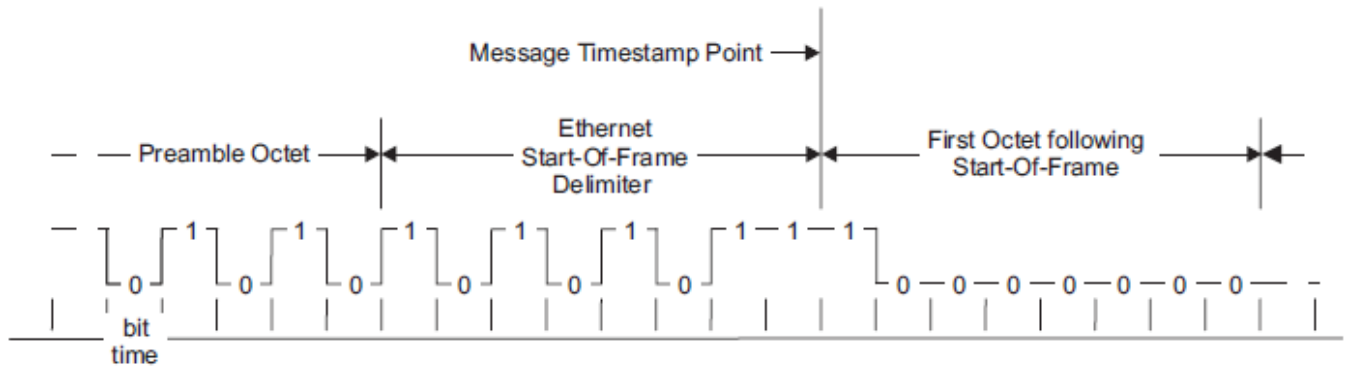 Message Timestamp Point
Preamble Octet
Ethernet
Start-Of-Frame
Delimiter
First Octet following
Start-Of-Frame
1 1 1 1 1 1 1 1
0 0 0 0 0 0 0 0 0 0 0 0 0
bit
time